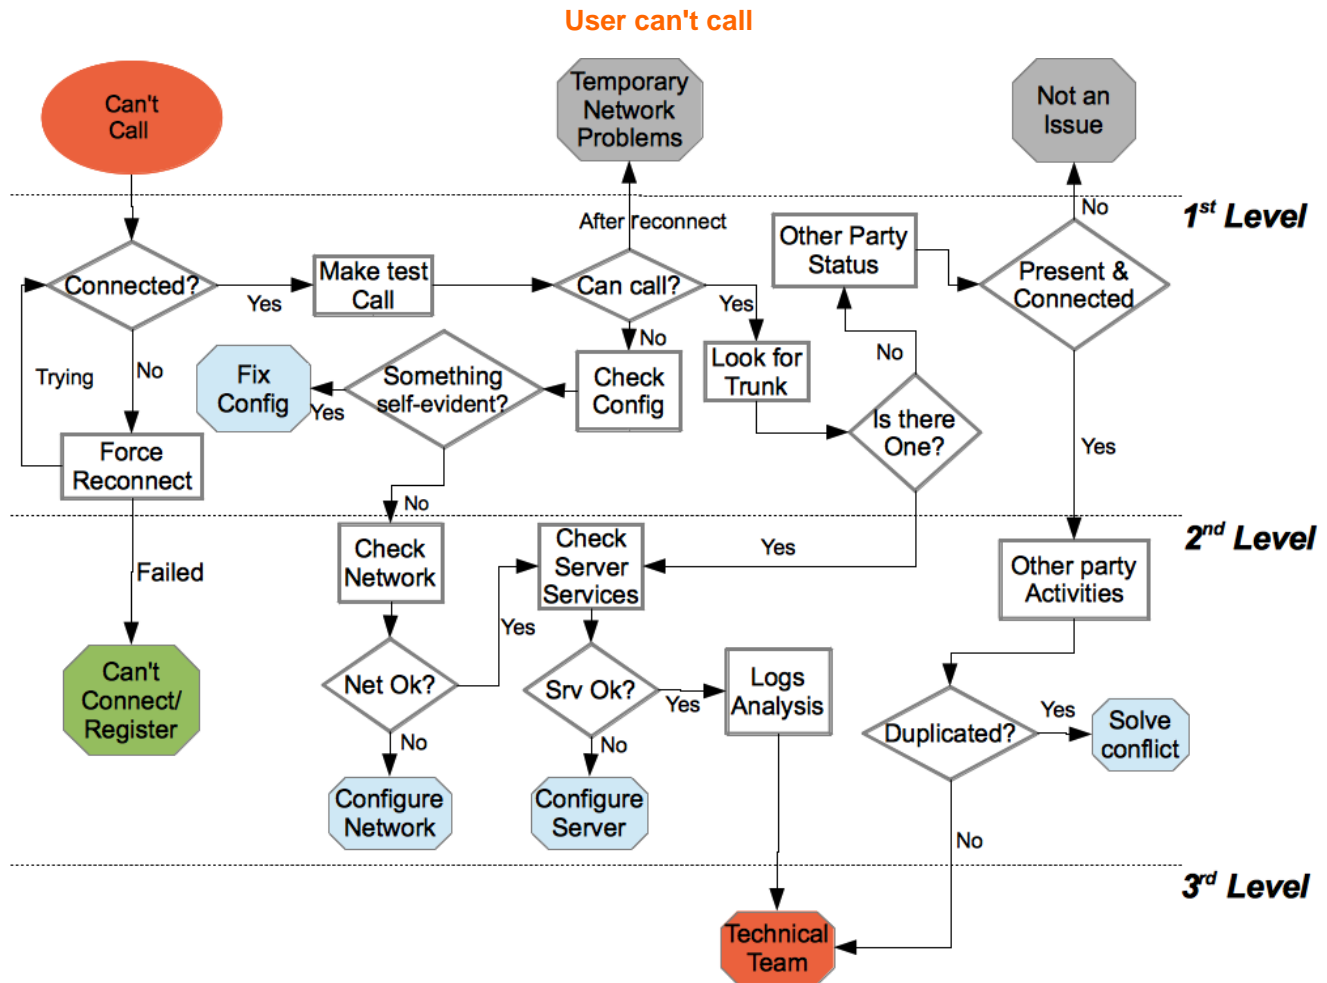 User can't call
Can't
Call
Temporary
Network
Problems
Not an
Issue
1st Level
After reconnect
No
Connected?
Yes
Make test
Call
Can call?
Yes
Other Party
Status
Present &
Connected
Trying
No
Fix
Config
Yes
Something
self-evident?
No
Check
Config
Look for
Trunk
No
Is there
One?
Yes
Force
Reconnect
No
2nd Level
Failed
Check
Network
Yes
Check
Server
Services
Yes
Other party
Activities
Can't
Connect/
Register
Net Ok?
Srv Ok?
Yes
Logs
Analysis
Duplicated?
Yes
Solve
conflict
No
No
Configure
Network
Configure
Server
No
3rd Level
Technical
Team